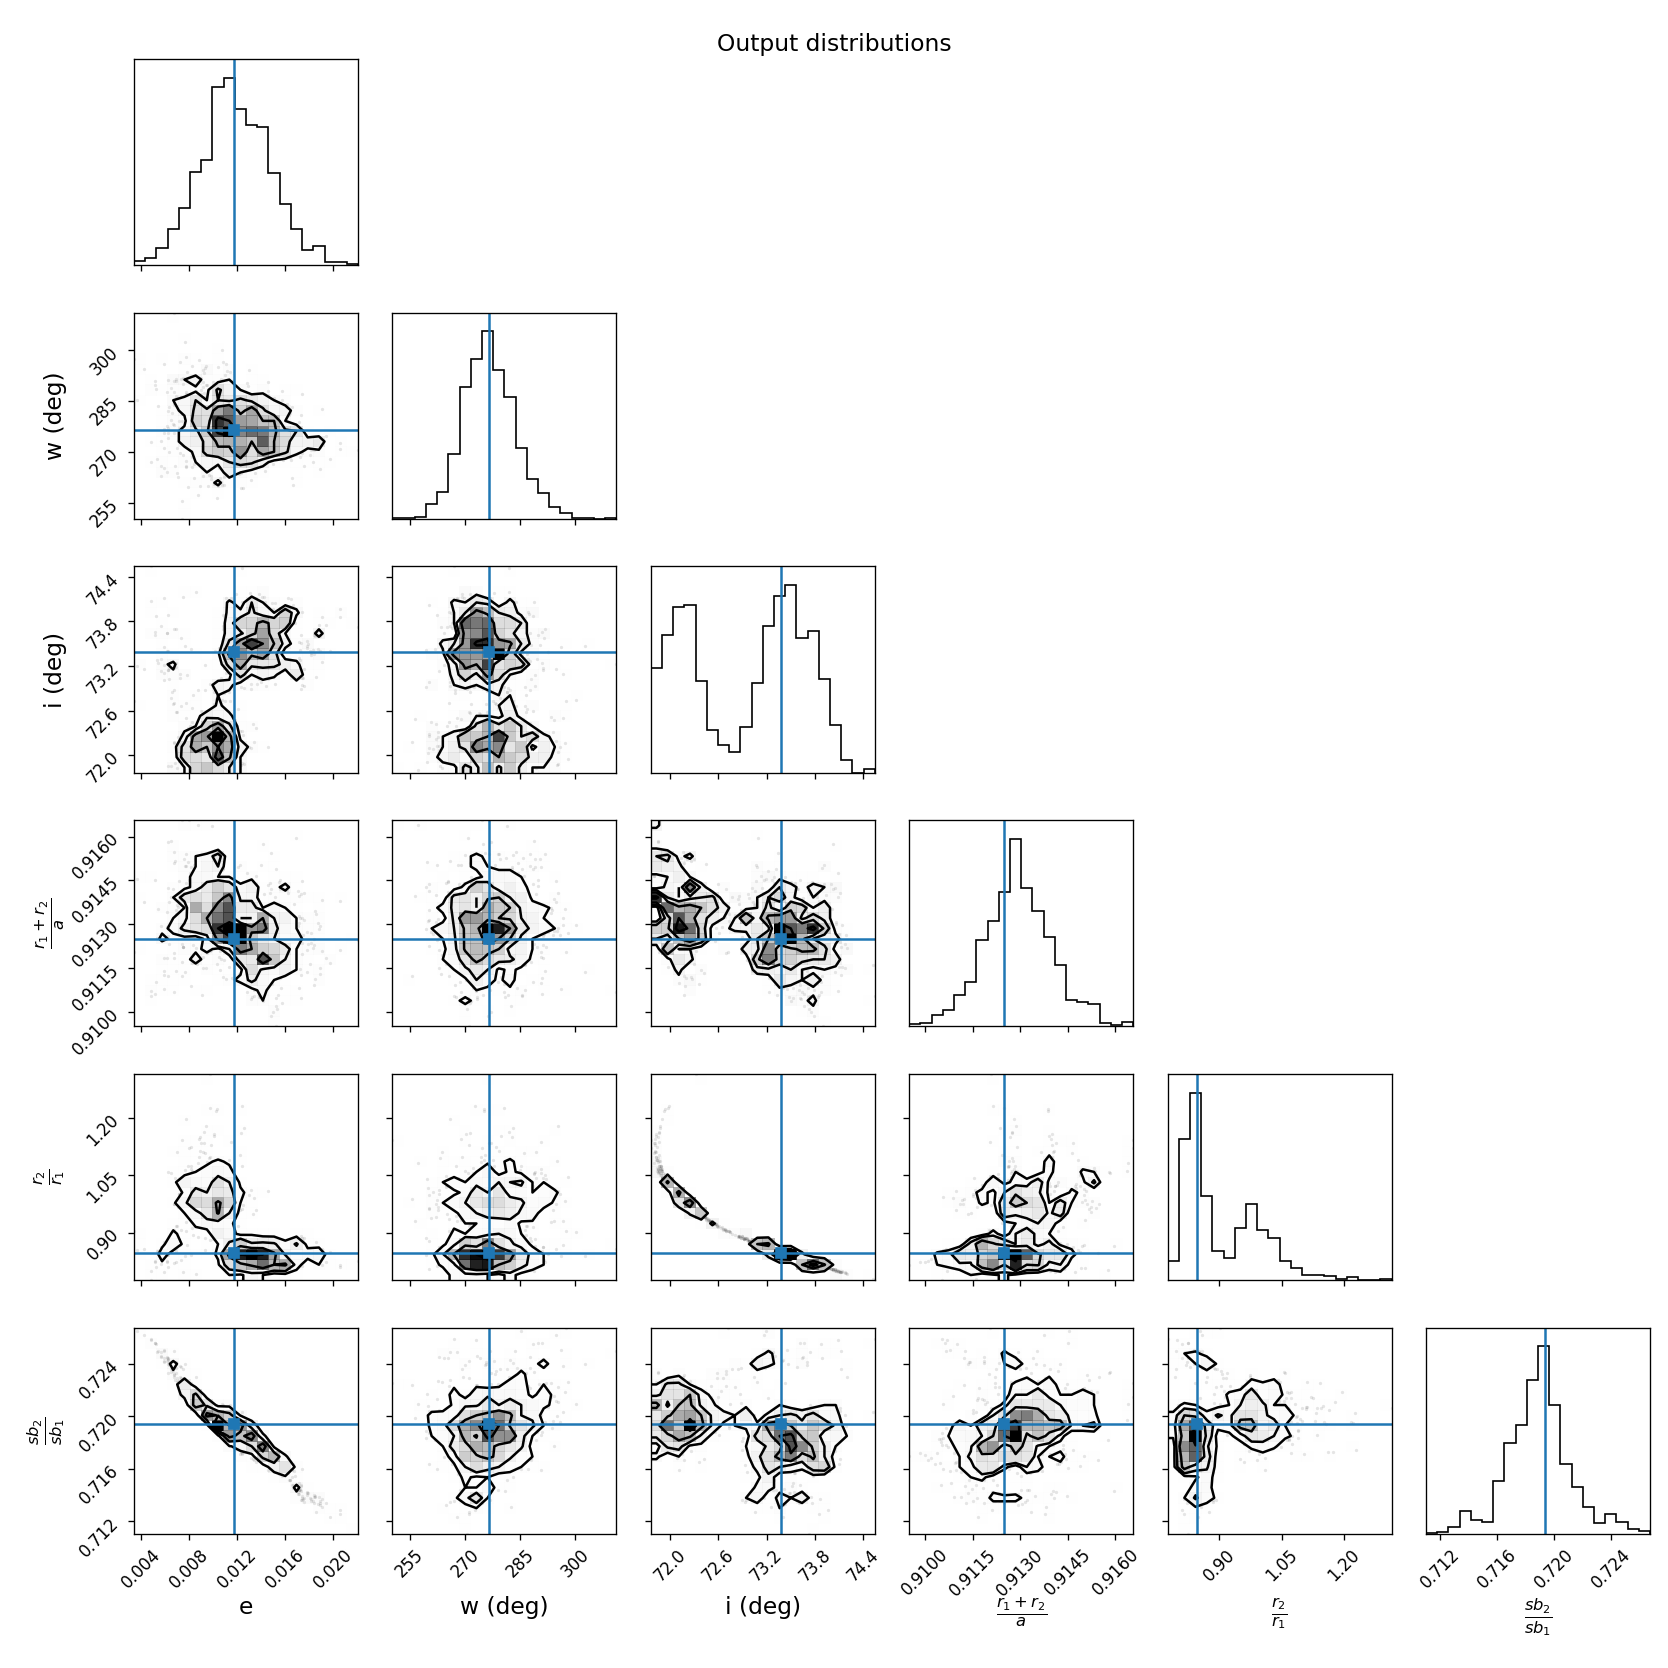 Output distributions
300
285
270
255
w (deg)
74.4
73.8
73.2
72.6
72.0
i (deg)
0.9160
0.9145
0.9130
0.9115
0.9100
r1 + r2
a
1.20
1.05
0.90
r2
r1
0.724
0.720
0.716
0.712
sb2
sb1
0.004 0.008 0.012 0.016 0.020
255 270 285 300
72.0 72.6 73.2 73.8 74.4
0.9100 0.9115 0.9130 0.9145 0.9160
0.90 1.05 1.20
0.712 0.716 0.720 0.724
e
w (deg)
i (deg)
r1 + r2
a
r2
r1
sb2
sb1